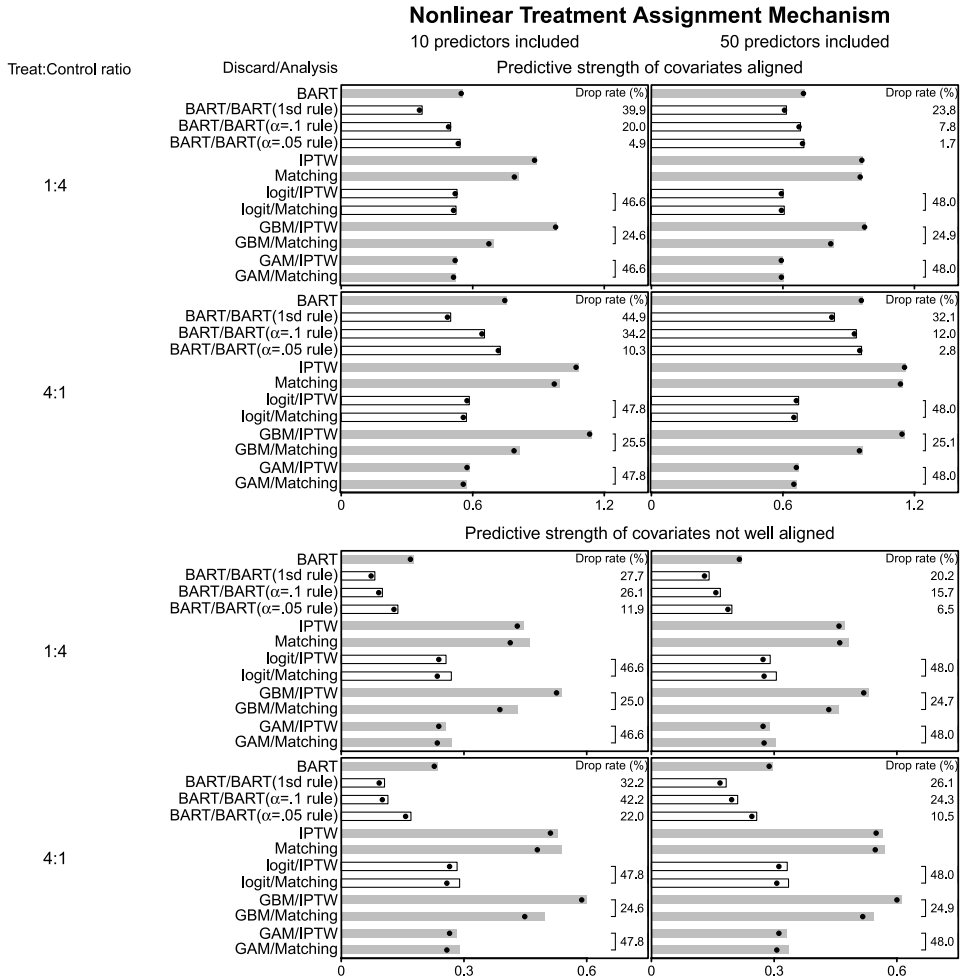 Nonlinear Treatment Assignment Mechanism
10 predictors included 50 predictors included
Treat:Control ratio Discard/Analysis Predictive strength of covariates aligned
BART Drop rate (%) Drop rate (%)
BART/BART(1sd rule) 39.9 23.8
BART/BART(α=.1 rule) 20.0 7.8
BART/BART(α=.05 rule) 4.9 1.7
IPTW
1:4 Matching
logit/IPTW
46.6 48.0
logit/Matching
GBM/IPTW
24.6 24.9
GBM/Matching
GAM/IPTW
46.6 48.0
GAM/Matching
BART Drop rate (%) Drop rate (%)
BART/BART(1sd rule) 44.9 32.1
BART/BART(α=.1 rule) 34.2 12.0
BART/BART(α=.05 rule) 10.3 2.8
IPTW
4:1 Matching
logit/IPTW
47.8 48.0
logit/Matching
GBM/IPTW
25.5 25.1
GBM/Matching
GAM/IPTW
47.8 48.0
GAM/Matching
0 0.6 1.2 0 0.6 1.2
Predictive strength of covariates not well aligned
BART Drop rate (%) Drop rate (%)
BART/BART(1sd rule) 27.7 20.2
BART/BART(α=.1 rule) 26.1 15.7
BART/BART(α=.05 rule) 11.9 6.5
IPTW
1:4 Matching
logit/IPTW
46.6 48.0
logit/Matching
GBM/IPTW
25.0 24.7
GBM/Matching
GAM/IPTW
46.6 48.0
GAM/Matching
BART Drop rate (%) Drop rate (%)
BART/BART(1sd rule) 32.2 26.1
BART/BART(α=.1 rule) 42.2 24.3
BART/BART(α=.05 rule) 22.0 10.5
IPTW
4:1 Matching
logit/IPTW
47.8 48.0
logit/Matching
GBM/IPTW
24.6 24.9
GBM/Matching
GAM/IPTW
47.8 48.0
GAM/Matching
0 0.3 0.6 0 0.3 0.6